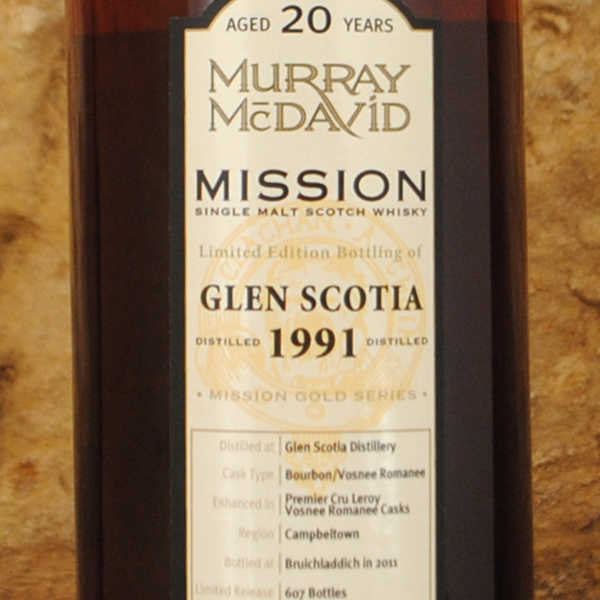 AGED 20 YEARS
MURRAY
McDAVID
MISSION
SINGLE MALT SCOTCH WHISKY
Limited Edition Bottling of
GLEN SCOTIA
DISTILLED 1991 DISTILLED
• MISSION GOLD SERIES •
Distilled at Glen Scotia Distillery
Cask Type Bourbon/Vosnee Romanee
Enhanced In Premier Cru Leroy
Vosnee Romanee Casks
Region Campbeltown
Bottled at Bruichladdich in 2011
Limited Release 607 Bottles